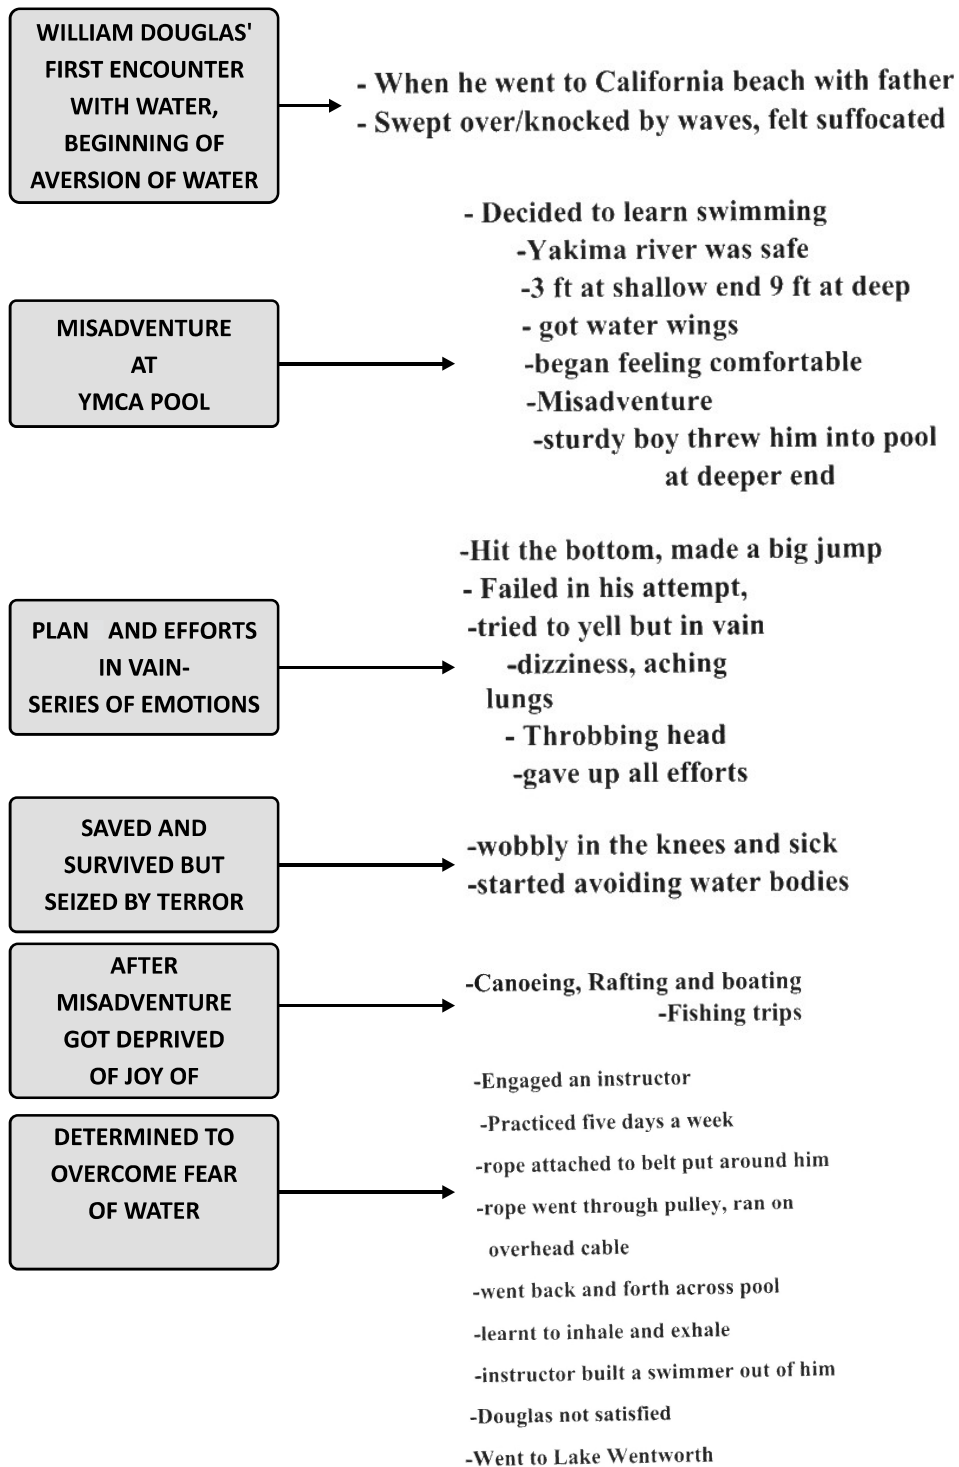 WILLIAM DOUGLAS'
FIRST ENCOUNTER
WITH WATER,
BEGINNING OF
AVERSION OF WATER
- When he went to California beach with father
- Swept over/knocked by waves, felt suffocated
MISADVENTURE
AT
YMCA POOL
- Decided to learn swimming
-Yakima river was safe
-3 ft at shallow end 9 ft at deep
- got water wings
-began feeling comfortable
-Misadventure
-sturdy boy threw him into pool
at deeper end
PLAN AND EFFORTS
IN VAIN-
SERIES OF EMOTIONS
-Hit the bottom, made a big jump
- Failed in his attempt,
-tried to yell but in vain
-dizziness, aching
lungs
- Throbbing head
-gave up all efforts
SAVED AND
SURVIVED BUT
SEIZED BY TERROR
-wobbly in the knees and sick
-started avoiding water bodies
AFTER
MISADVENTURE
GOT DEPRIVED
OF JOY OF
-Canoeing, Rafting and boating
-Fishing trips
DETERMINED TO
OVERCOME FEAR
OF WATER
-Engaged an instructor
-Practiced five days a week
-rope attached to belt put around him
-rope went through pulley, ran on
overhead cable
-went back and forth across pool
-learnt to inhale and exhale
-instructor built a swimmer out of him
-Douglas not satisfied
-Went to Lake Wentworth